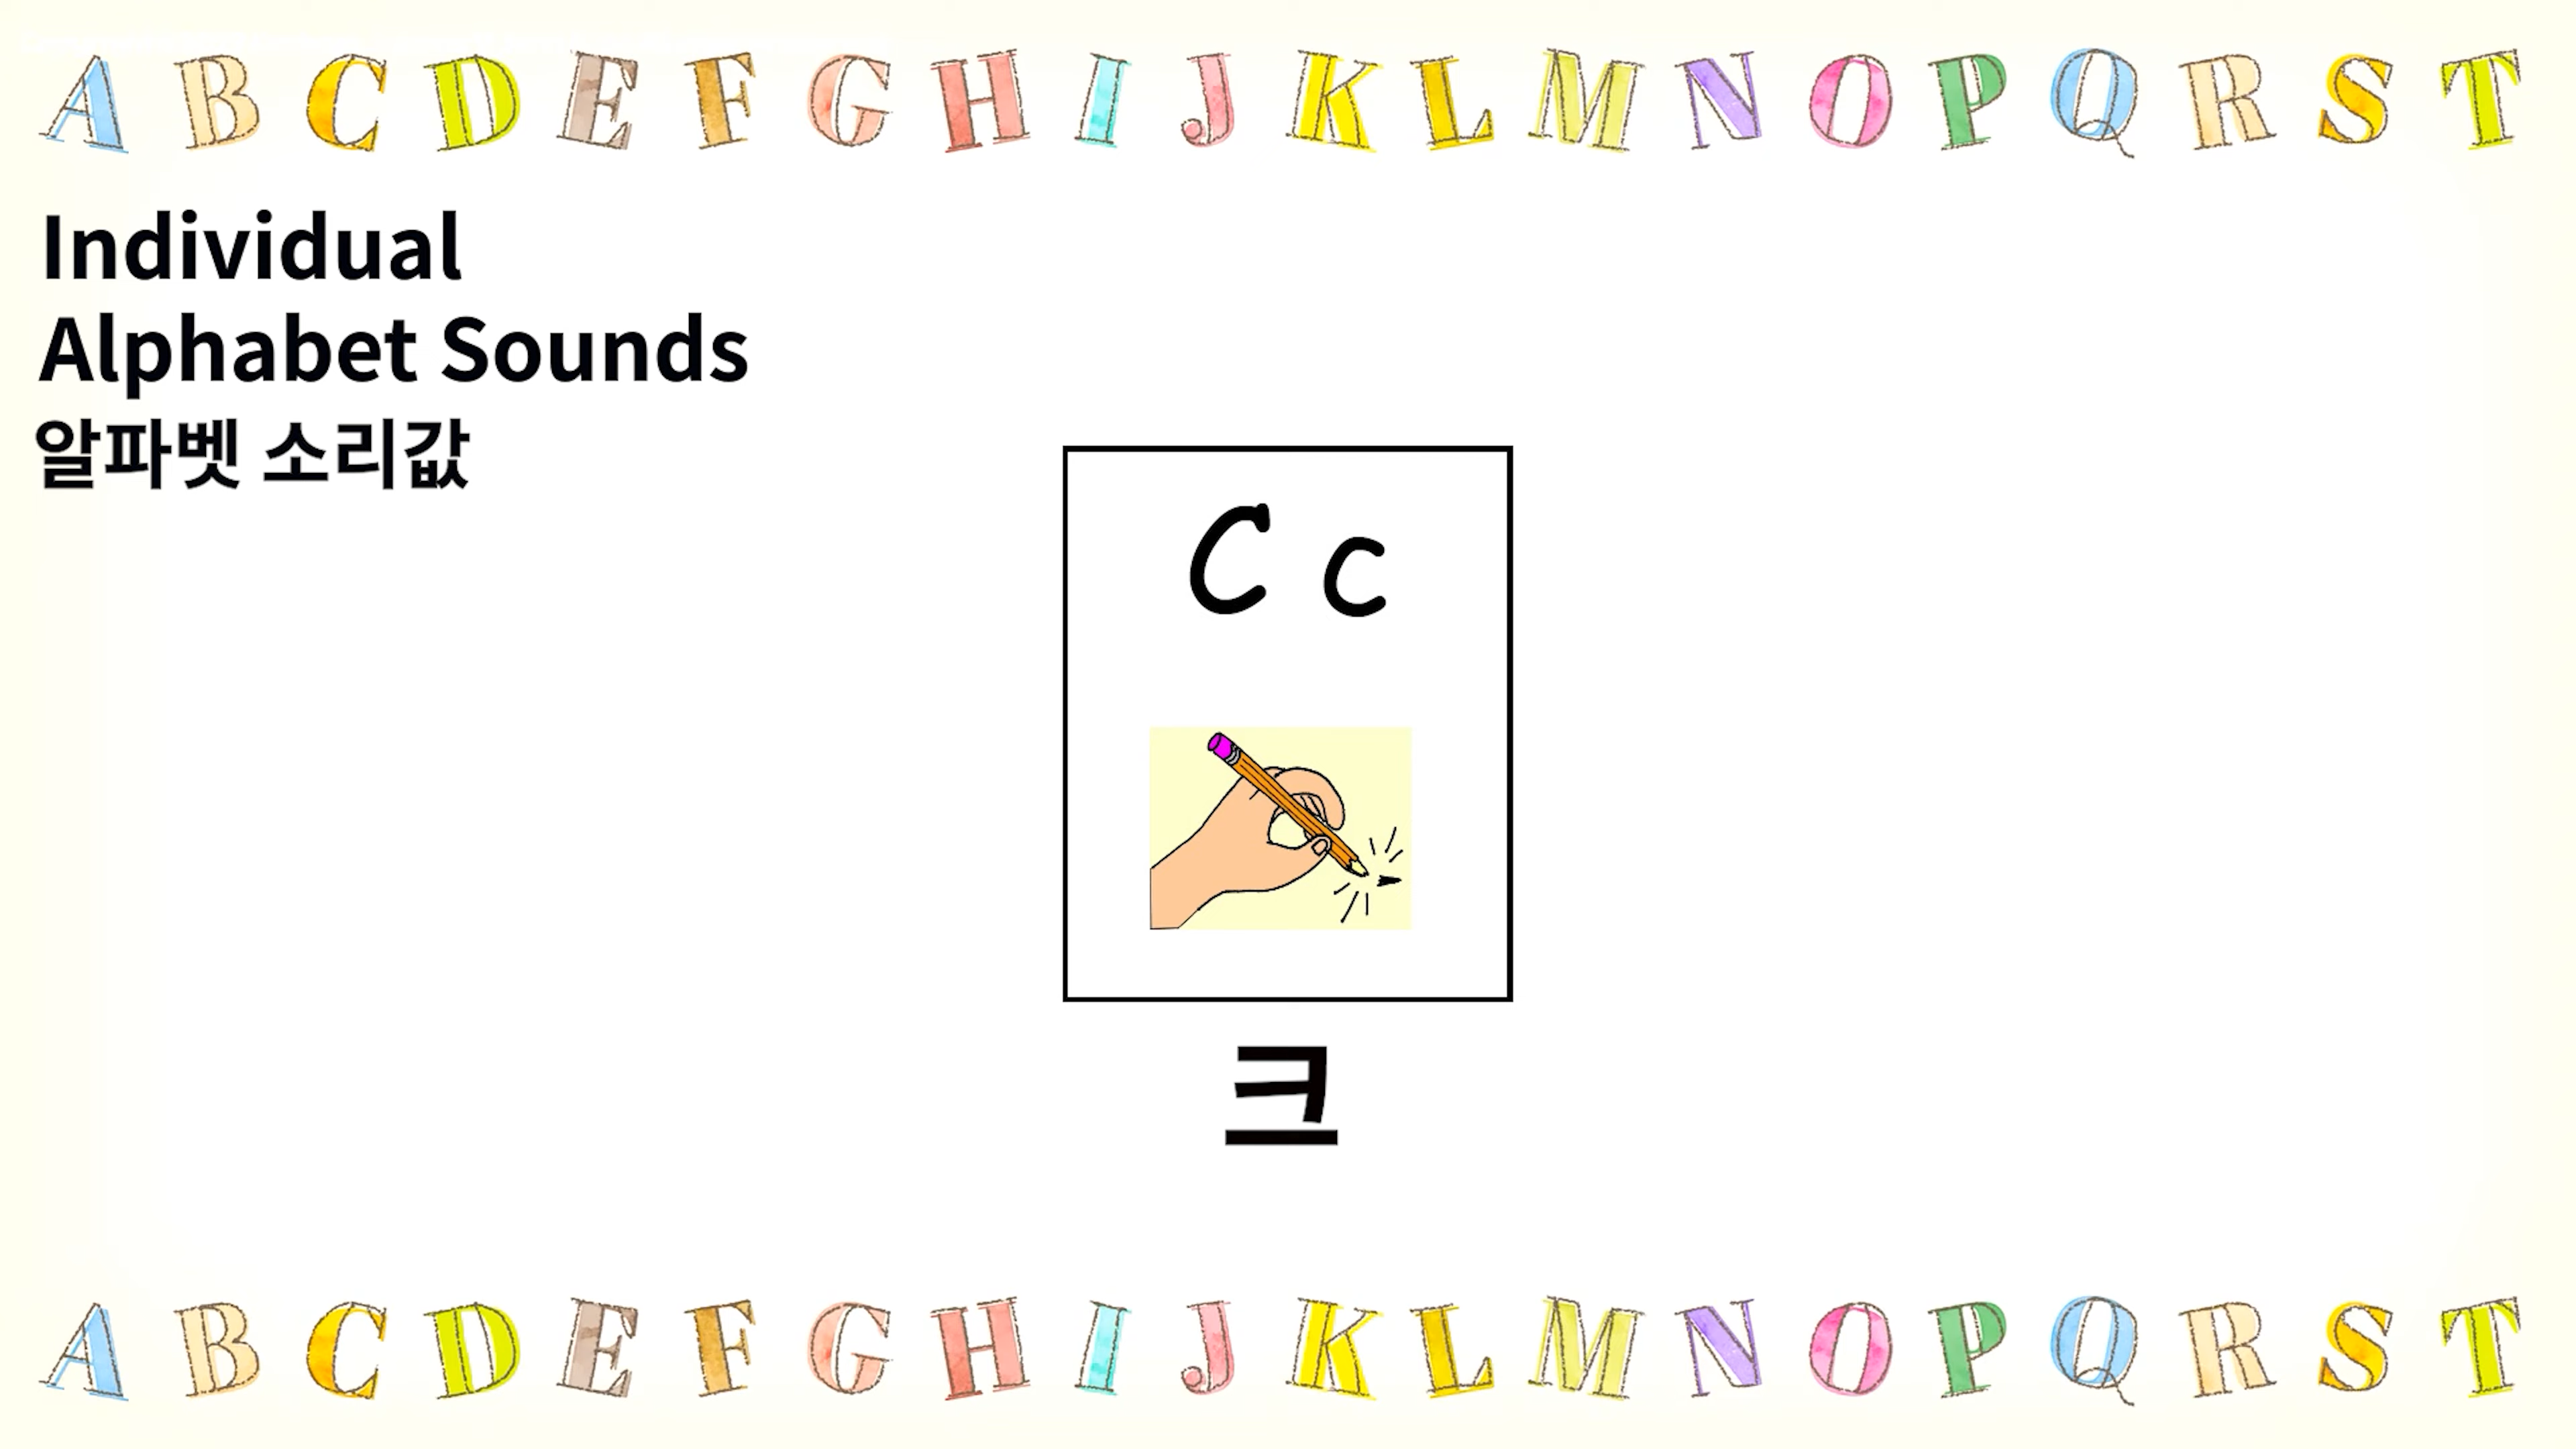 A B C D E F G H I J K L M N O P Q R S T
Individual
Alphabet Sounds
알파벳 소리값
C c
크
A B C D E F G H I J K L M N O P Q R S T